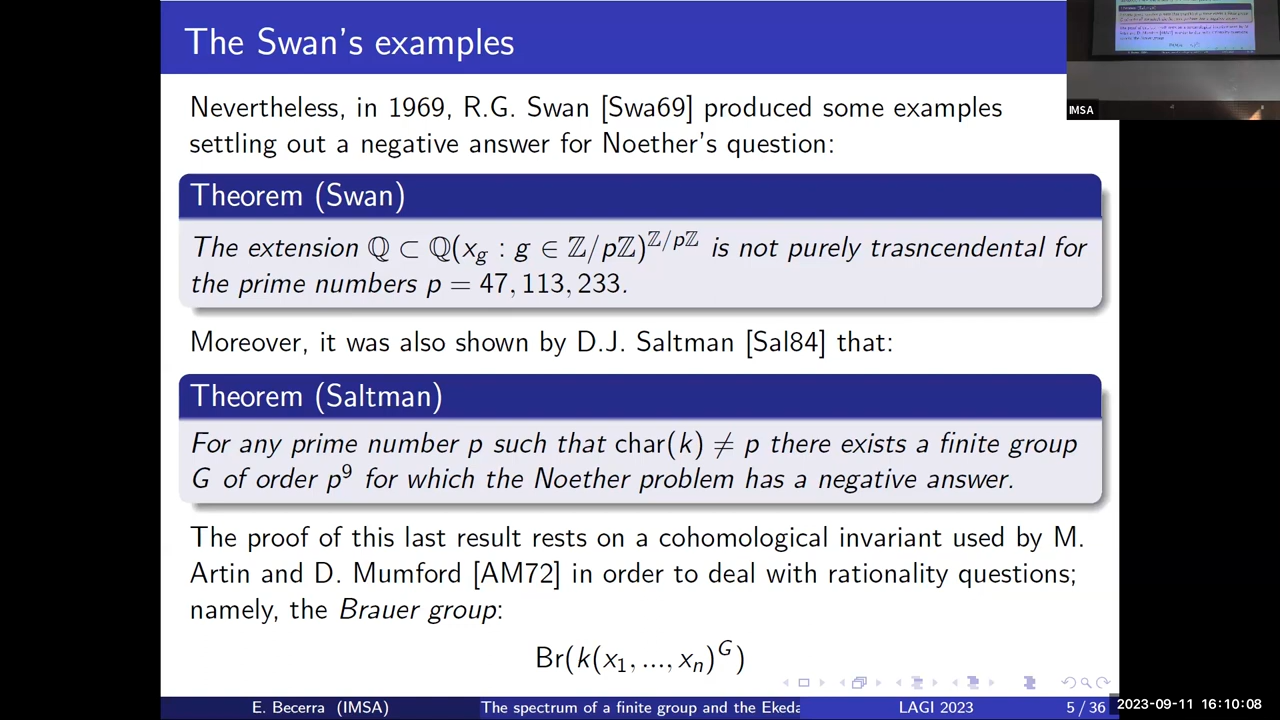 The Swan's examples
Nevertheless, in 1969, R.G. Swan [Swa69] produced some examples
settling out a negative answer for Noether's question:
Theorem (Swan)
The extension ℚ ⊂ ℚ(x_g : g ∈ ℤ/pℤ)^{ℤ/pℤ} is not purely trasncendental for
the prime numbers p = 47, 113, 233.
Moreover, it was also shown by D.J. Saltman [Sal84] that:
Theorem (Saltman)
For any prime number p such that char(k) ≠ p there exists a finite group
G of order p^9 for which the Noether problem has a negative answer.
The proof of this last result rests on a cohomological invariant used by M.
Artin and D. Mumford [AM72] in order to deal with rationality questions;
namely, the Brauer group:
Br(k(x_1, ..., x_n)^G)
E. Becerra (IMSA) The spectrum of a finite group and the Ekeda LAGI 2023 5 / 36
IMSA
2023-09-11 16:10:08